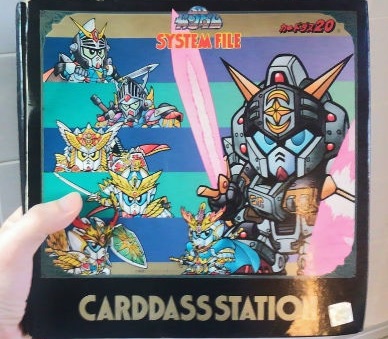 SYSTEM FILE
カードダス20
CARDDASS STATION